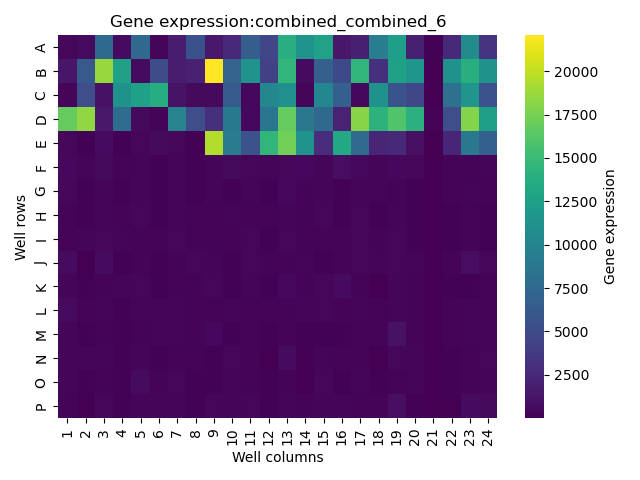 Gene expression:combined_combined_6
Well rows
A
B
C
D
E
F
G
H
I
J
K
L
M
N
O
P
1 2 3 4 5 6 7 8 9 10 11 12 13 14 15 16 17 18 19 20 21 22 23 24
Well columns
20000
17500
15000
12500
10000
7500
5000
2500
Gene expression